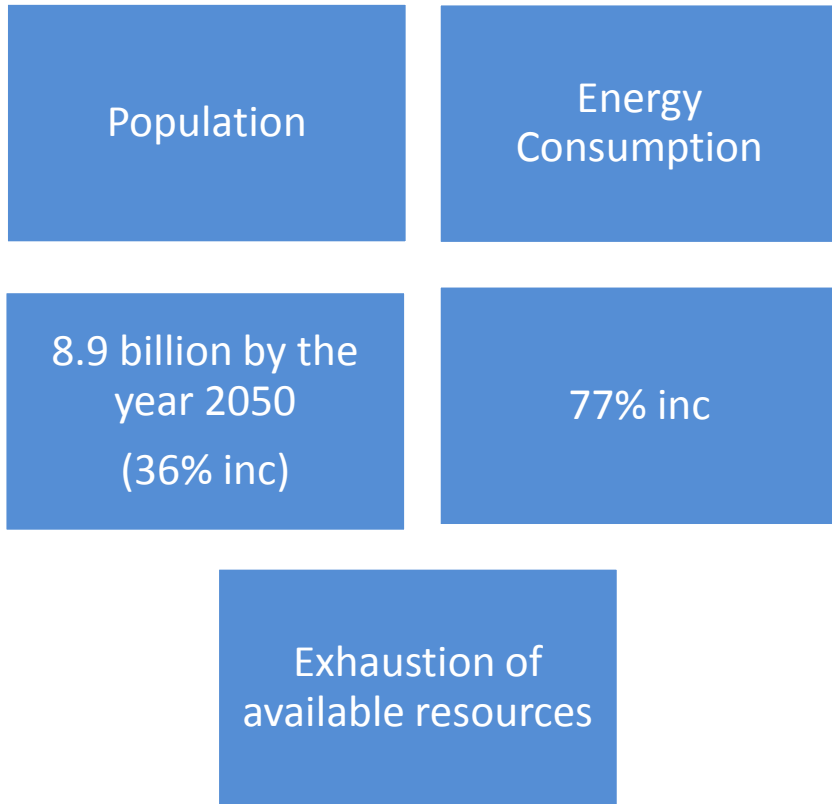 Population
Energy
Consumption
8.9 billion by the
year 2050
(36% inc)
77% inc
Exhaustion of
available resources